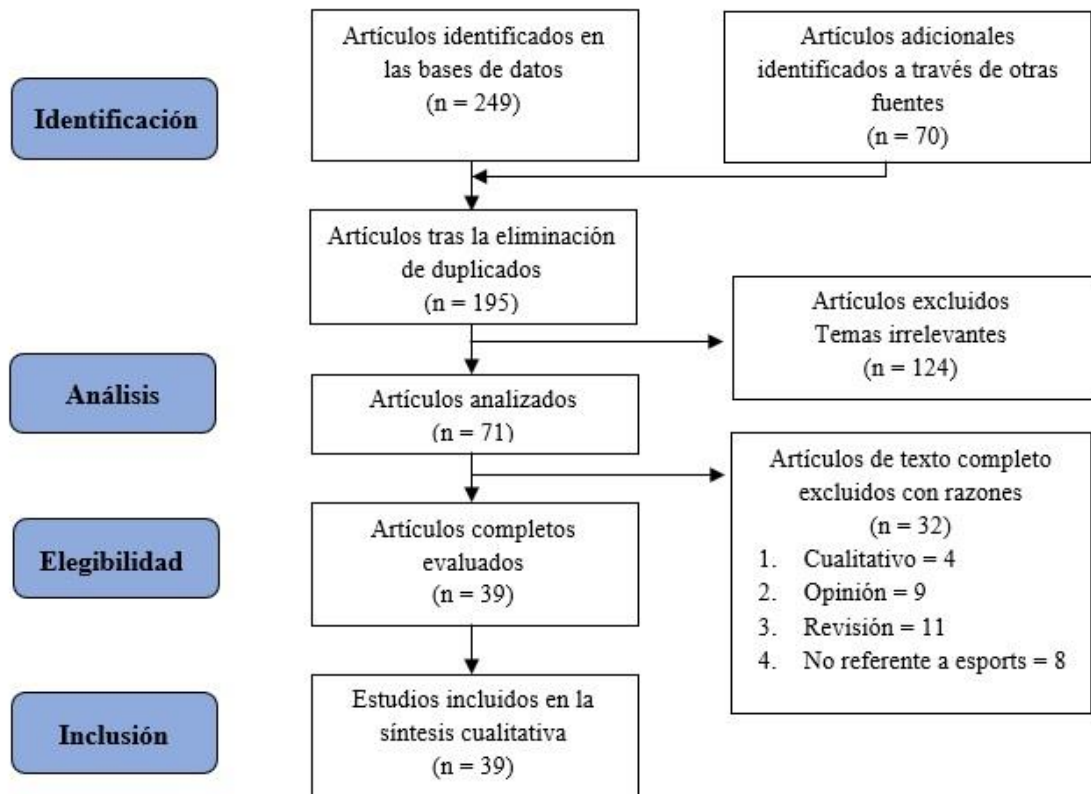 Identificación
Artículos identificados en
las bases de datos
(n = 249)
Artículos adicionales
identificados a través de otras
fuentes
(n = 70)
Artículos tras la eliminación
de duplicados
(n = 195)
Artículos excluidos
Temas irrelevantes
(n = 124)
Análisis
Artículos analizados
(n = 71)
Artículos de texto completo
excluidos con razones
(n = 32)
1. Cualitativo = 4
2. Opinión = 9
3. Revisión = 11
4. No referente a esports = 8
Elegibilidad
Artículos completos
evaluados
(n = 39)
Inclusión
Estudios incluidos en la
síntesis cualitativa
(n = 39)